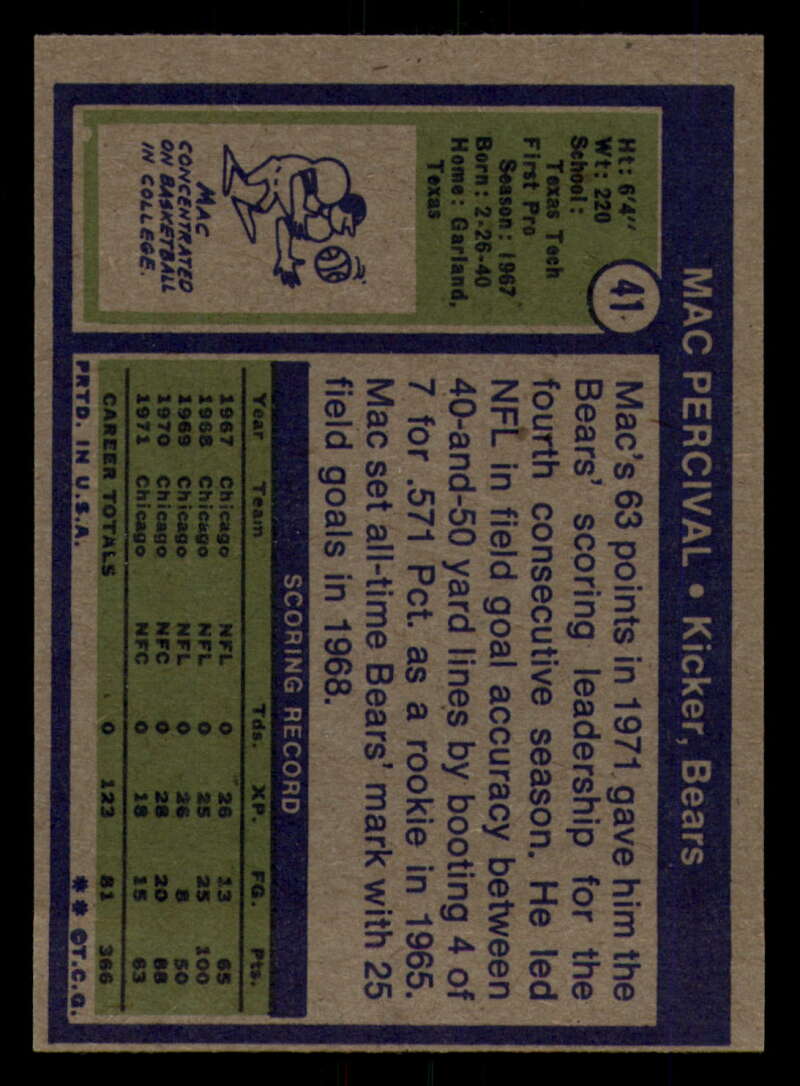 MAC PERCIVAL • Kicker, Bears
41
Ht: 6'4"
Wt: 220
School:
Texas Tech
First Pro
Season: 1967
Born: 2-26-40
Home: Garland,
Texas
MAC
CONCENTRATED
ON BASKETBALL
IN COLLEGE.
Mac's 63 points in 1971 gave him the
Bears' scoring leadership for the
fourth consecutive season. He led
NFL in field goal accuracy between
40-and-50 yard lines by booting 4 of
7 for .571 Pct. as a rookie in 1965.
Mac set all-time Bears' mark with 25
field goals in 1968.
SCORING RECORD
Year Team Tds. XP. FG. Pts.
1967 Chicago NFL 0 26 13 65
1968 Chicago NFL 0 25 25 100
1969 Chicago NFL 0 26 8 50
1970 Chicago NFC 0 28 20 88
1971 Chicago NFC 0 18 15 63
CAREER TOTALS 0 123 81 366
PRTD. IN U.S.A. ** ©T.C.G.